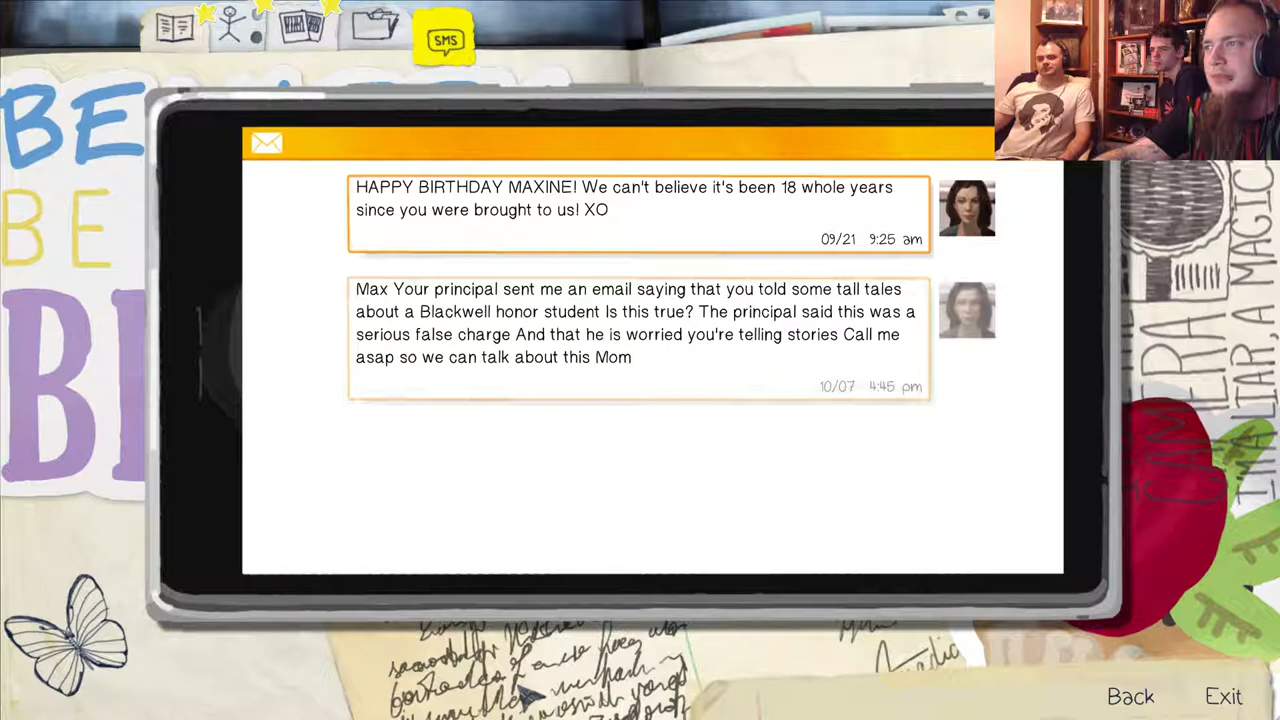 SMS
HAPPY BIRTHDAY MAXINE! We can't believe it's been 18 whole years
since you were brought to us! XO
09/21 9:25 am
Max Your principal sent me an email saying that you told some tall tales
about a Blackwell honor student Is this true? The principal said this was a
serious false charge And that he is worried you're telling stories Call me
asap so we can talk about this Mom
10/07 4:45 pm
BE
BE
Back
Exit